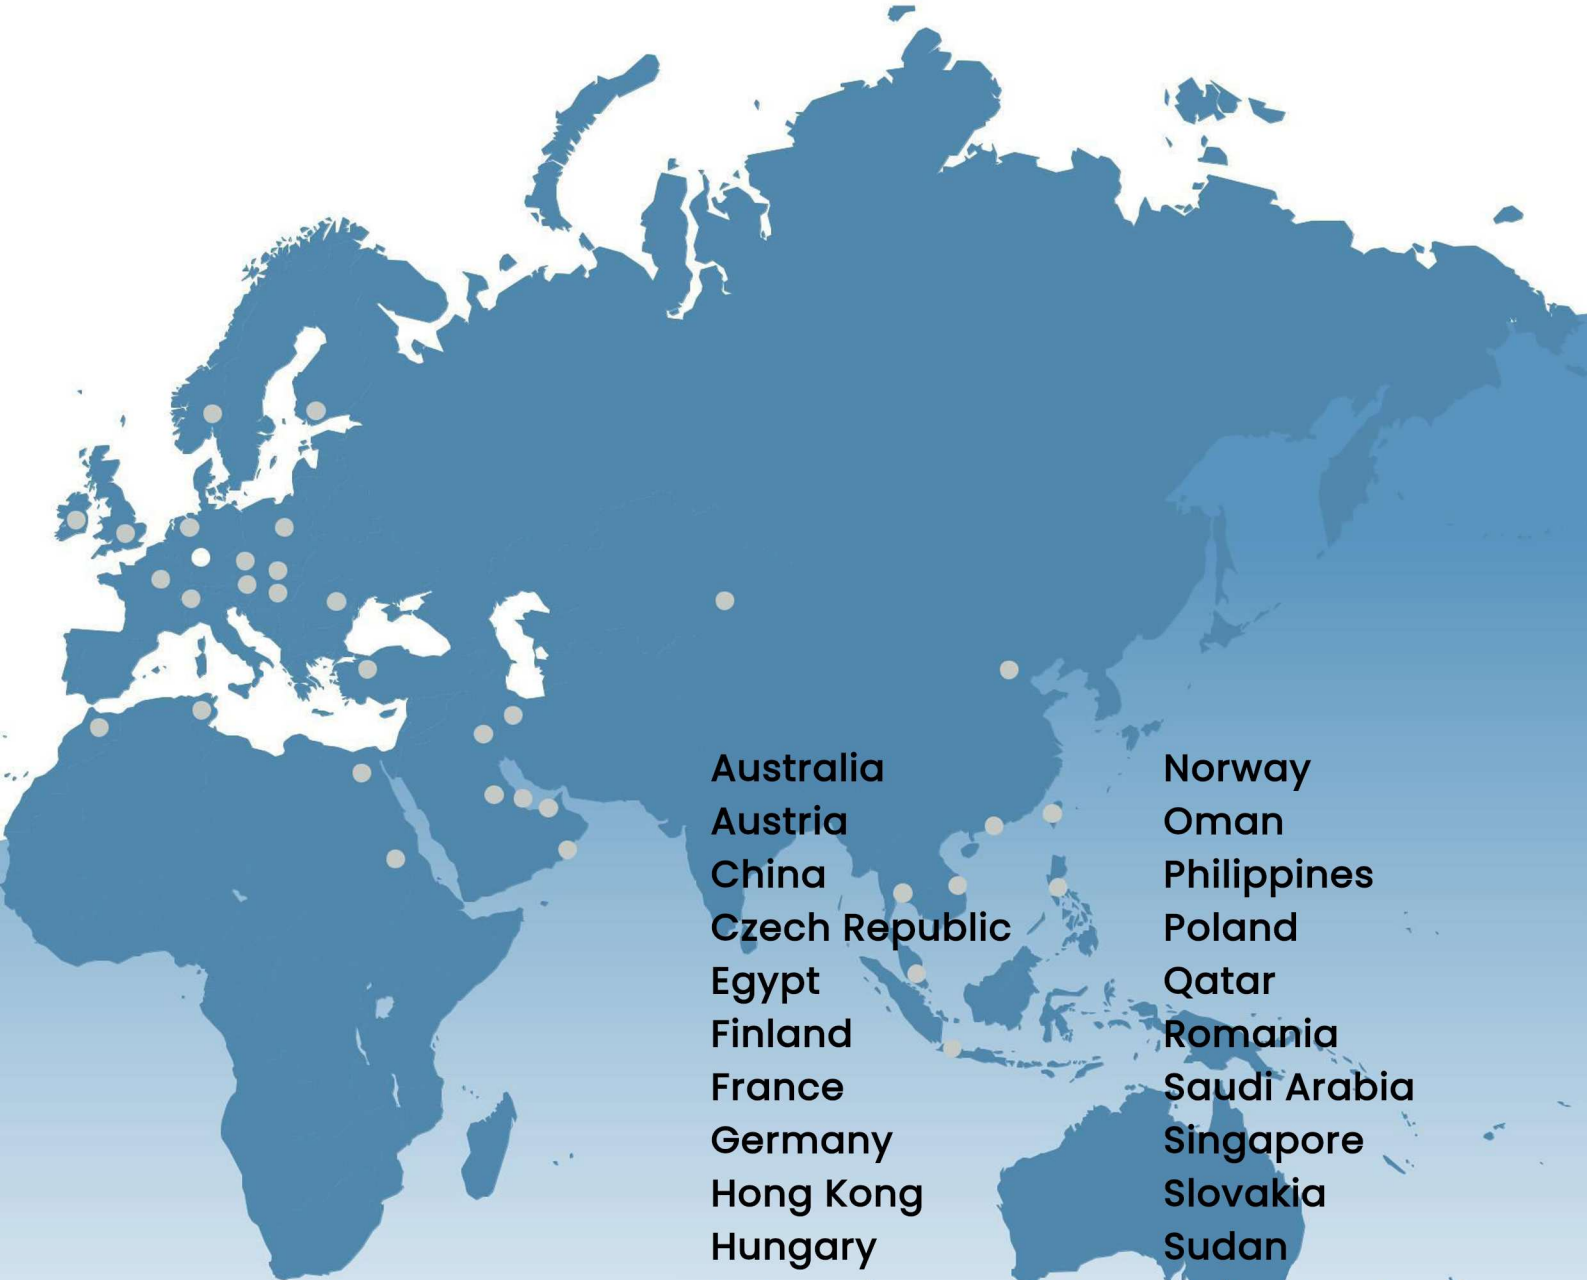 Australia
Austria
China
Czech Republic
Egypt
Finland
France
Germany
Hong Kong
Hungary
Norway
Oman
Philippines
Poland
Qatar
Romania
Saudi Arabia
Singapore
Slovakia
Sudan